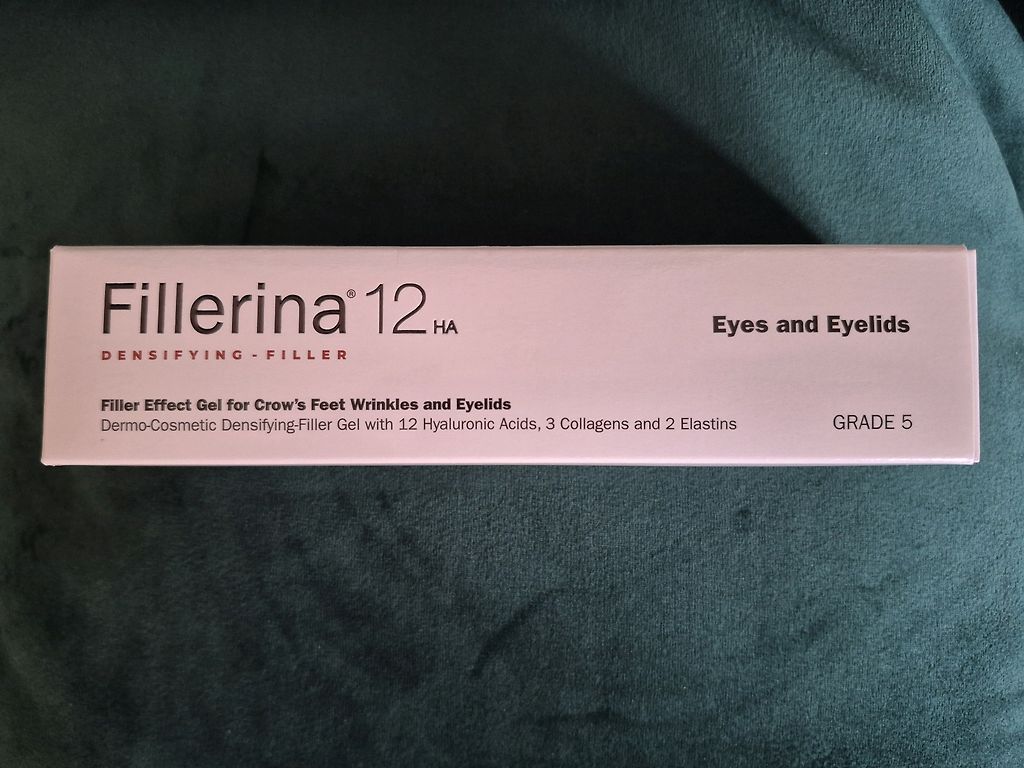 Fillerina® 12 HA
DENSIFYING - FILLER
Eyes and Eyelids
Filler Effect Gel for Crow's Feet Wrinkles and Eyelids
Dermo-Cosmetic Densifying-Filler Gel with 12 Hyaluronic Acids, 3 Collagens and 2 Elastins
GRADE 5